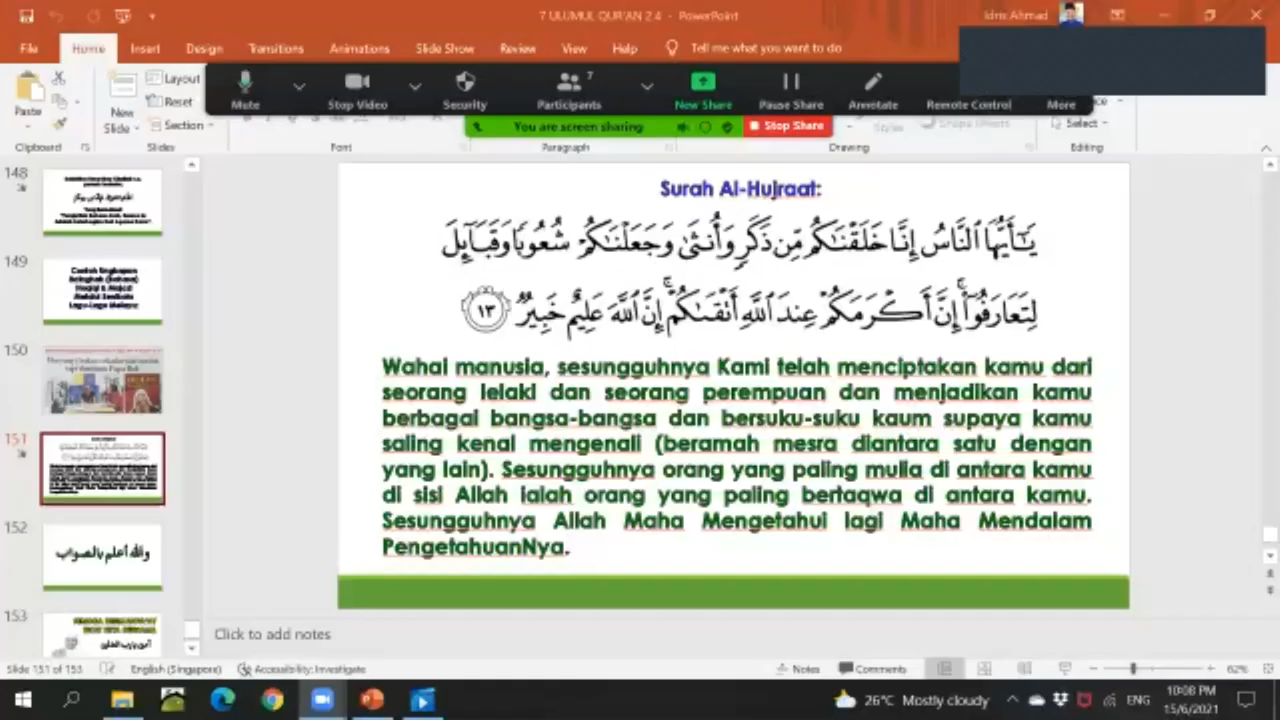 7 ULUMUL QUR'AN 2.4 - PowerPoint
Idris Ahmad
File Home Insert Design Transitions Animations Slide Show Review View Help Tell me what you want to do
Paste
New Slide
Layout
Reset
Section
Mute Stop Video Security Participants 7 New Share Pause Share Annotate Remote Control More
You are screen sharing Stop Share
Styles
Select
Clipboard Slides Font Paragraph Drawing Editing
148
149
Contoh Ungkapan
150
151
152
والله أعلم بالصواب
153
Surah Al-Hujraat:
يَـٰٓأَيُّهَا ٱلنَّاسُ إِنَّا خَلَقْنَـٰكُم مِّن ذَكَرٍ وَأُنثَىٰ وَجَعَلْنَـٰكُمْ شُعُوبًا وَقَبَآئِلَ
لِتَعَارَفُوٓا۟ ۚ إِنَّ أَكْرَمَكُمْ عِندَ ٱللَّهِ أَتْقَىٰكُمْ ۚ إِنَّ ٱللَّهَ عَلِيمٌ خَبِيرٌ ١٣
Wahai manusia, sesungguhnya Kami telah menciptakan kamu dari
seorang lelaki dan seorang perempuan dan menjadikan kamu
berbagai bangsa-bangsa dan bersuku-suku kaum supaya kamu
saling kenal mengenali (beramah mesra diantara satu dengan
yang lain). Sesungguhnya orang yang paling mulia di antara kamu
di sisi Allah ialah orang yang paling bertaqwa di antara kamu.
Sesungguhnya Allah Maha Mengetahui lagi Maha Mendalam
PengetahuanNya.
Click to add notes
Slide 151 of 153 English (Singapore) Accessibility: Investigate Notes Comments 62%
26°C Mostly cloudy ENG 10:08 PM
15/6/2021